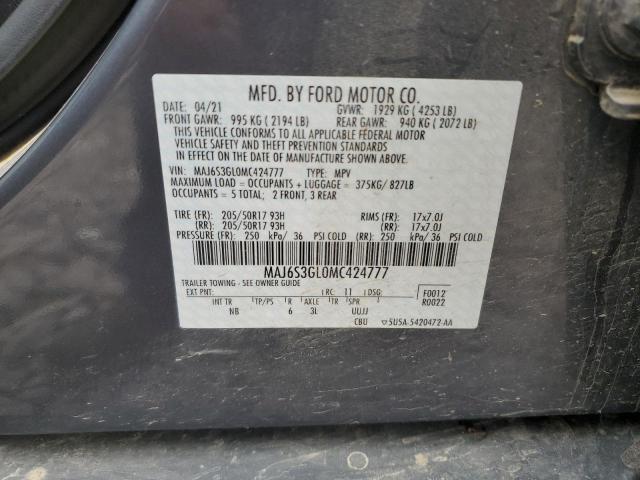 MFD. BY FORD MOTOR CO.
DATE: 04/21 GVWR: 1929 KG ( 4253 LB)
FRONT GAWR: 995 KG ( 2194 LB) REAR GAWR: 940 KG ( 2072 LB)
THIS VEHICLE CONFORMS TO ALL APPLICABLE FEDERAL MOTOR
VEHICLE SAFETY AND THEFT PREVENTION STANDARDS
IN EFFECT ON THE DATE OF MANUFACTURE SHOWN ABOVE.
VIN: MAJ6S3GL0MC424777 TYPE: MPV
MAXIMUM LOAD = OCCUPANTS + LUGGAGE = 375KG/ 827LB
OCCUPANTS = 5 TOTAL; 2 FRONT, 3 REAR
TIRE (FR): 205/50R17 93H RIMS (FR): 17x7.0J
(RR): 205/50R17 93H (RR): 17x7.0J
PRESSURE (FR): 250 kPa/ 36 PSI COLD (RR): 250 kPa/ 36 PSI COLD
MAJ6S3GL0MC424777
TRAILER TOWING - SEE OWNER GUIDE
EXT PNT: RC: 11 DSG: F0012
INT TR TP/PS R AXLE TR SPR R0022
NB 6 3L UUJJ
CBU ▽5U5A-5420472-AA